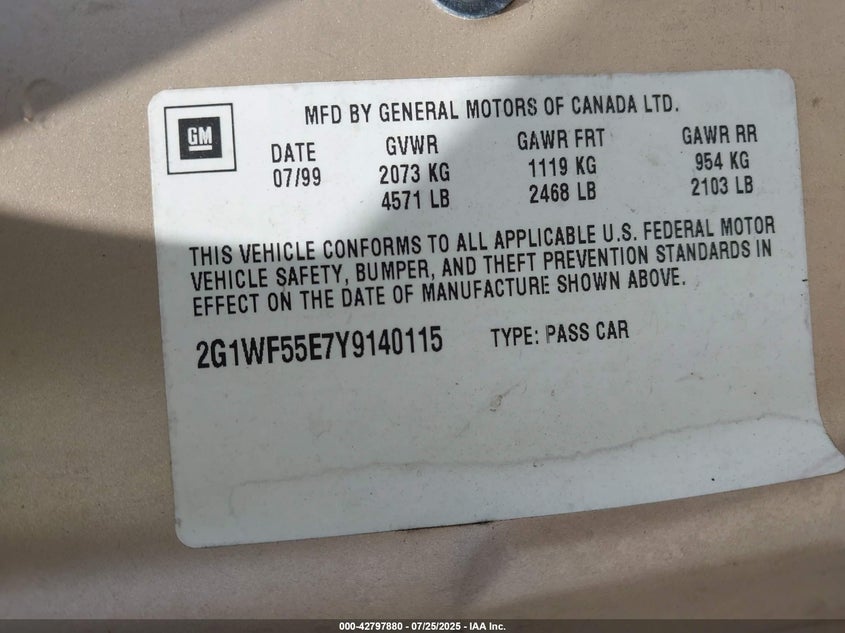 GM
MFD BY GENERAL MOTORS OF CANADA LTD.
DATE GVWR GAWR FRT GAWR RR
07/99 2073 KG 1119 KG 954 KG
4571 LB 2468 LB 2103 LB
THIS VEHICLE CONFORMS TO ALL APPLICABLE U.S. FEDERAL MOTOR
VEHICLE SAFETY, BUMPER, AND THEFT PREVENTION STANDARDS IN
EFFECT ON THE DATE OF MANUFACTURE SHOWN ABOVE.
2G1WF55E7Y9140115 TYPE: PASS CAR
000-42797880 - 07/25/2025 - IAA Inc.